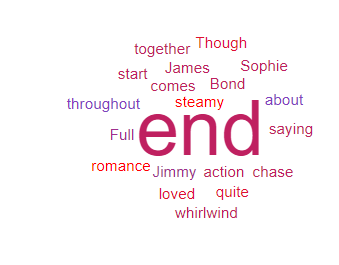 together Though
start James Sophie
comes Bond
throughout steamy about
end
Full saying
romance Jimmy action chase
loved quite
whirlwind